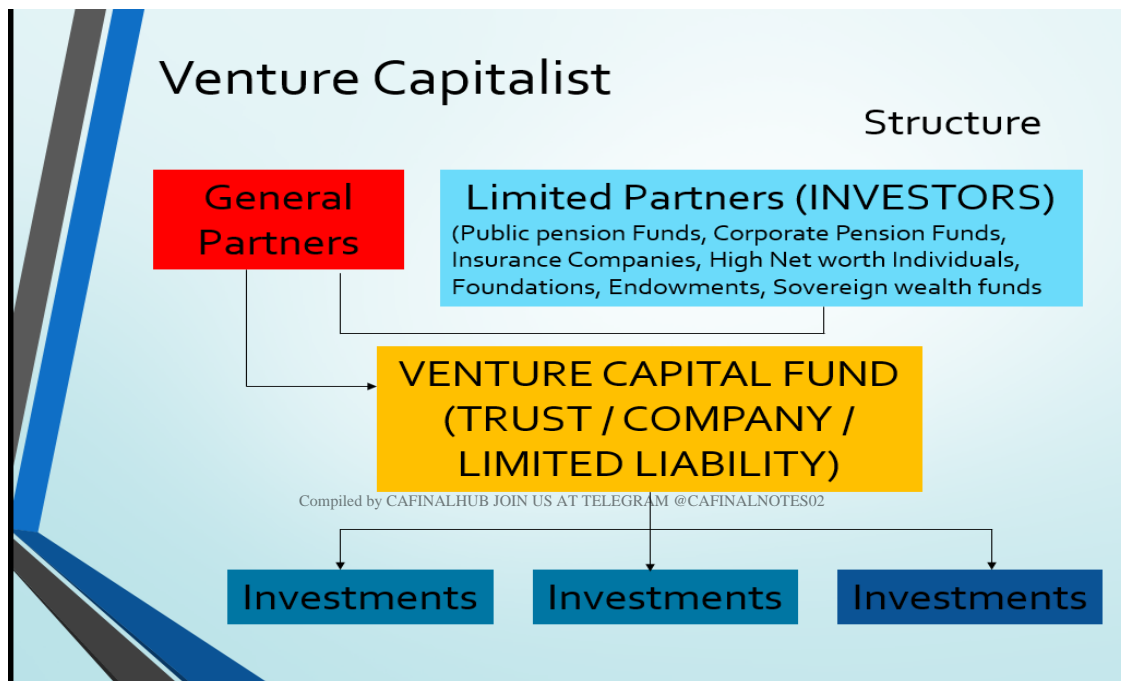 Venture Capitalist
Structure
General
Partners
Limited Partners (INVESTORS)
(Public pension Funds, Corporate Pension Funds,
Insurance Companies, High Net worth Individuals,
Foundations, Endowments, Sovereign wealth funds
VENTURE CAPITAL FUND
(TRUST / COMPANY /
LIMITED LIABILITY)
Compiled by CAFINALHUB JOIN US AT TELEGRAM @CAFINALNOTES02
Investments
Investments
Investments